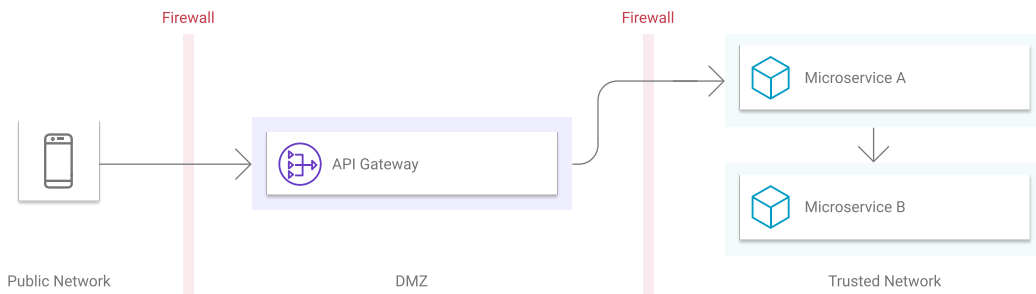 Firewall
Firewall
Microservice A
API Gateway
Microservice B
Public Network
DMZ
Trusted Network